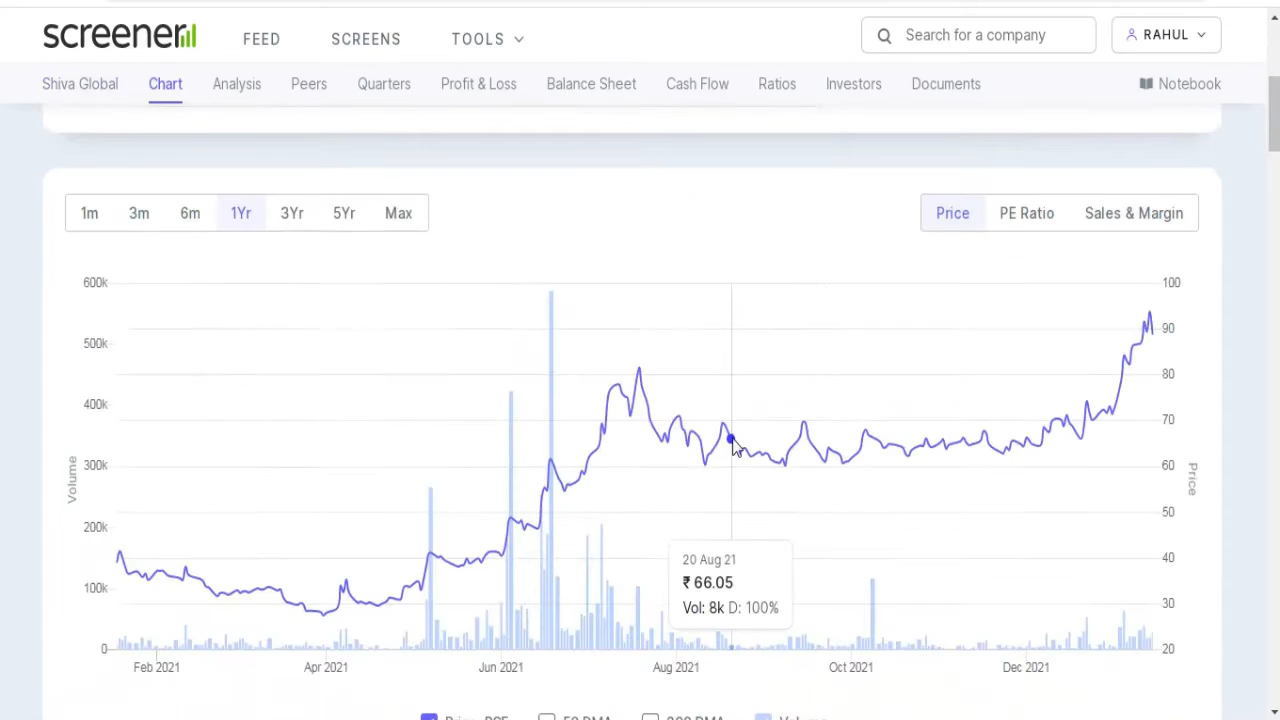 screener
FEED SCREENS TOOLS
Search for a company
RAHUL
Shiva Global Chart Analysis Peers Quarters Profit & Loss Balance Sheet Cash Flow Ratios Investors Documents Notebook
1m 3m 6m 1Yr 3Yr 5Yr Max
Price PE Ratio Sales & Margin
600k 100
90
500k
80
400k
70
300k 60
Volume
Price
50
200k
40
100k
30
0 20
20 Aug 21
₹ 66.05
Vol: 8k D: 100%
Feb 2021 Apr 2021 Jun 2021 Aug 2021 Oct 2021 Dec 2021